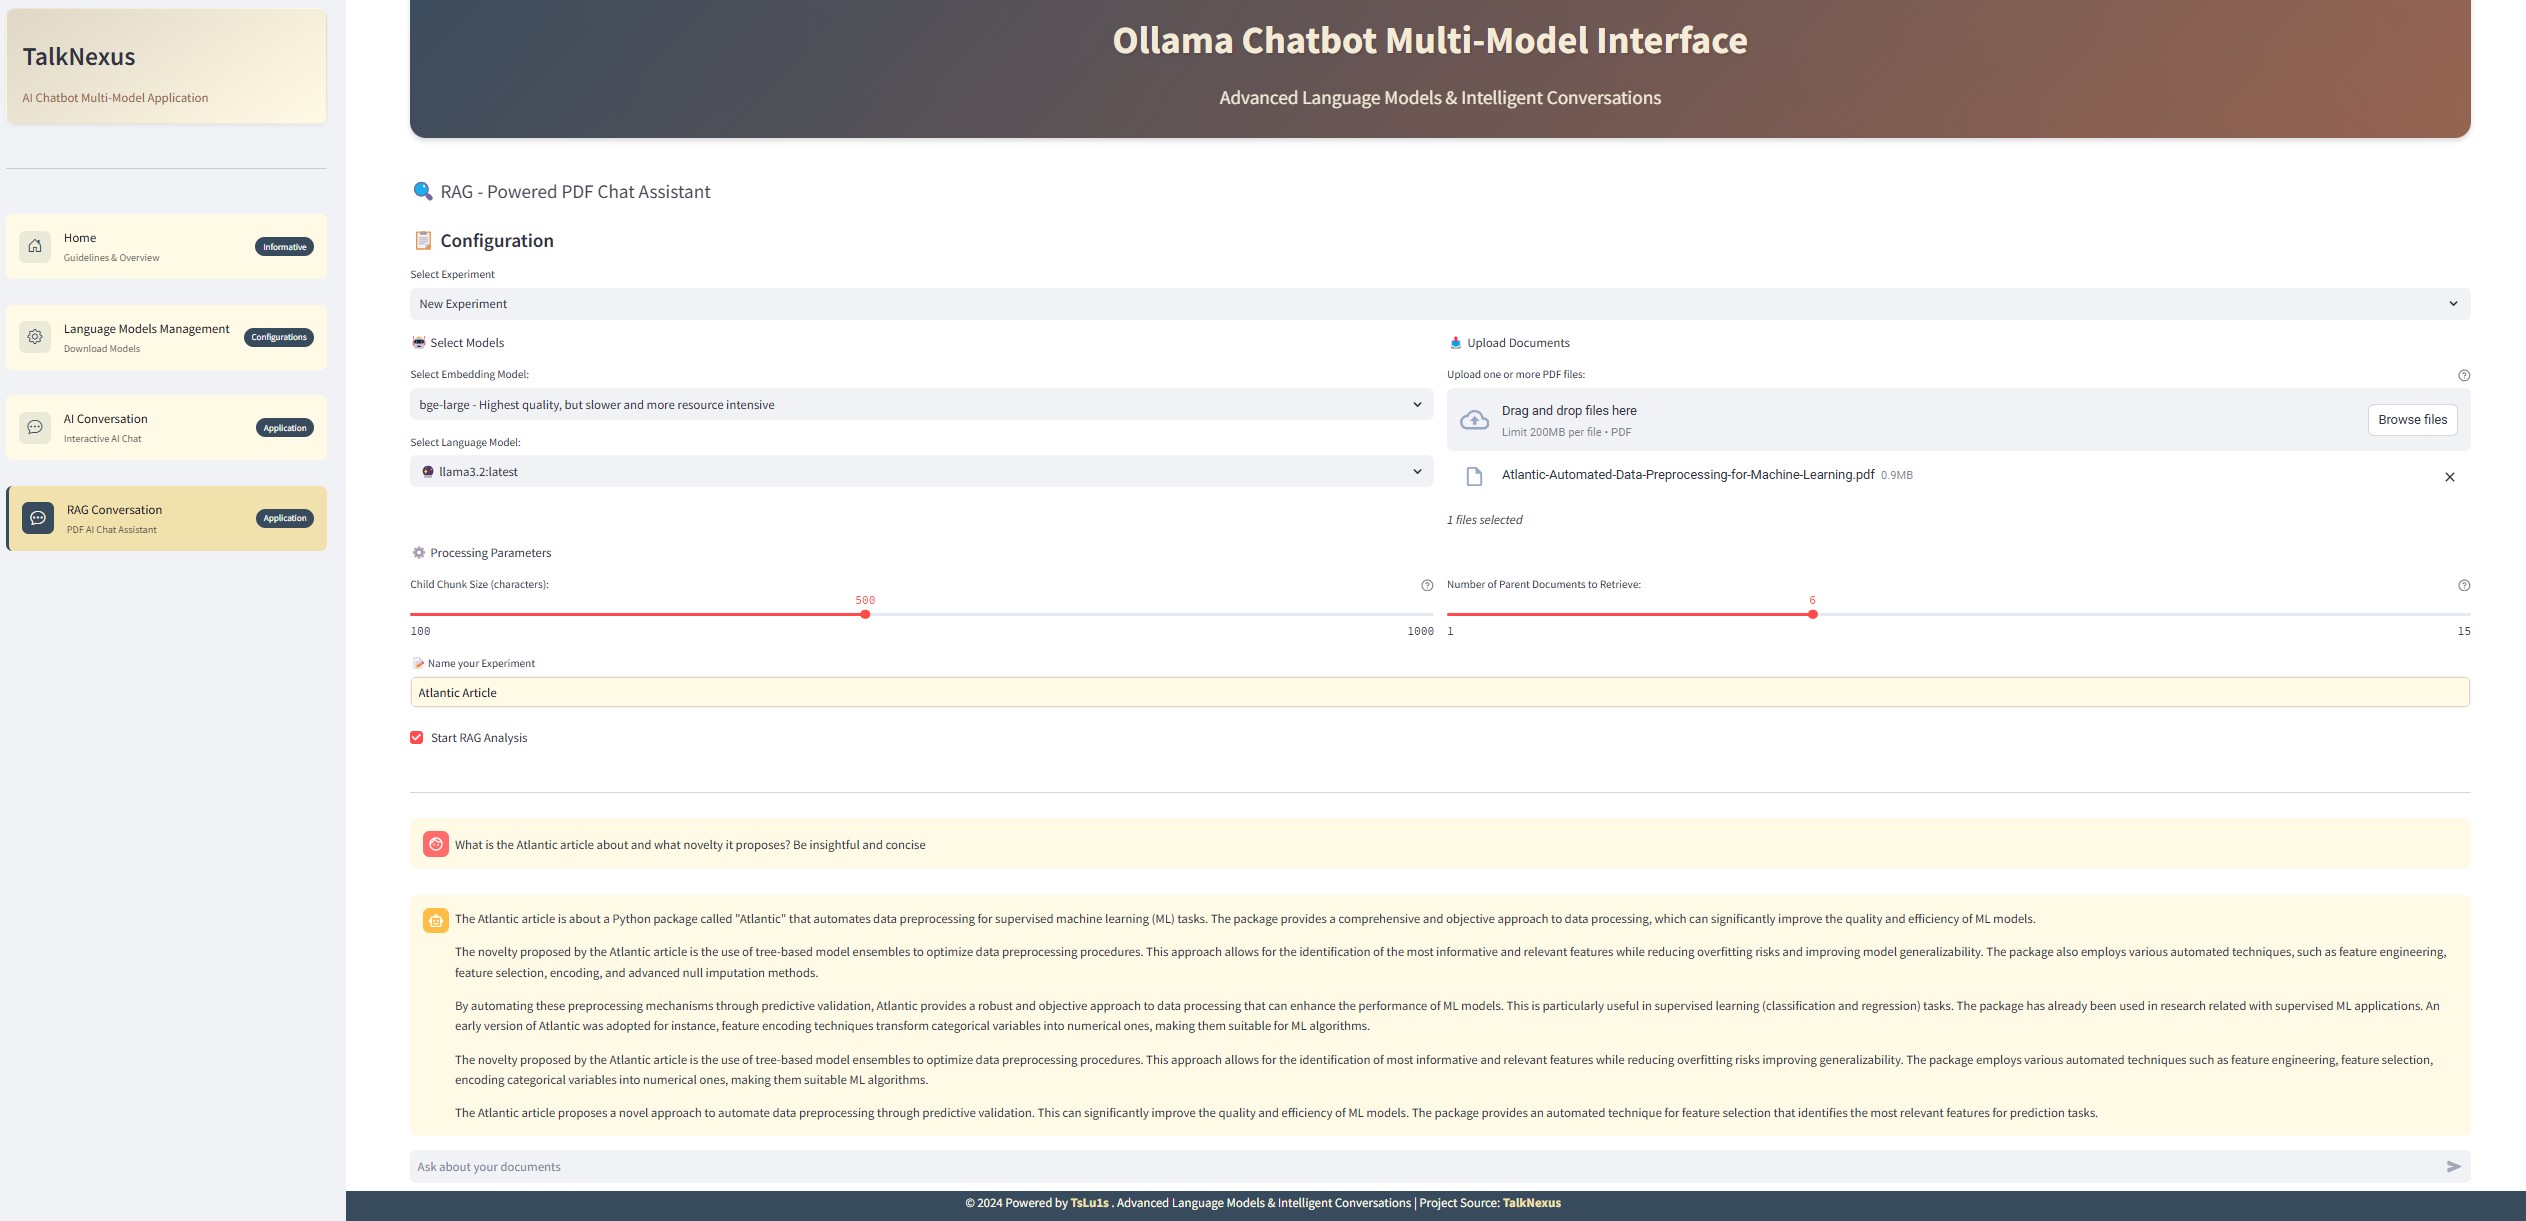 TalkNexus
AI Chatbot Multi-Model Application
Home
Guidelines & Overview
Informative
Language Models Management
Download Models
Configurations
AI Conversation
Interactive AI Chat
Application
RAG Conversation
PDF AI Chat Assistant
Application
Ollama Chatbot Multi-Model Interface
Advanced Language Models & Intelligent Conversations
RAG - Powered PDF Chat Assistant
Configuration
Select Experiment
New Experiment
Select Models
Select Embedding Model:
bge-large - Highest quality, but slower and more resource intensive
Select Language Model:
llama3.2:latest
Upload Documents
Upload one or more PDF files:
Drag and drop files here
Limit 200MB per file • PDF
Browse files
Atlantic-Automated-Data-Preprocessing-for-Machine-Learning.pdf 0.9MB
1 files selected
Processing Parameters
Child Chunk Size (characters):
500
100
1000
Number of Parent Documents to Retrieve:
6
1
15
Name your Experiment
Atlantic Article
Start RAG Analysis
What is the Atlantic article about and what novelty it proposes? Be insightful and concise
The Atlantic article is about a Python package called "Atlantic" that automates data preprocessing for supervised machine learning (ML) tasks. The package provides a comprehensive and objective approach to data processing, which can significantly improve the quality and efficiency of ML models.
The novelty proposed by the Atlantic article is the use of tree-based model ensembles to optimize data preprocessing procedures. This approach allows for the identification of the most informative and relevant features while reducing overfitting risks and improving model generalizability. The package also employs various automated techniques, such as feature engineering,
feature selection, encoding, and advanced null imputation methods.
By automating these preprocessing mechanisms through predictive validation, Atlantic provides a robust and objective approach to data processing that can enhance the performance of ML models. This is particularly useful in supervised learning (classification and regression) tasks. The package has already been used in research related with supervised ML applications. An
early version of Atlantic was adopted for instance, feature encoding techniques transform categorical variables into numerical ones, making them suitable for ML algorithms.
The novelty proposed by the Atlantic article is the use of tree-based model ensembles to optimize data preprocessing procedures. This approach allows for the identification of most informative and relevant features while reducing overfitting risks improving generalizability. The package employs various automated techniques such as feature engineering, feature selection,
encoding categorical variables into numerical ones, making them suitable ML algorithms.
The Atlantic article proposes a novel approach to automate data preprocessing through predictive validation. This can significantly improve the quality and efficiency of ML models. The package provides an automated technique for feature selection that identifies the most relevant features for prediction tasks.
Ask about your documents
© 2024 Powered by TsLu1s . Advanced Language Models & Intelligent Conversations | Project Source: TalkNexus